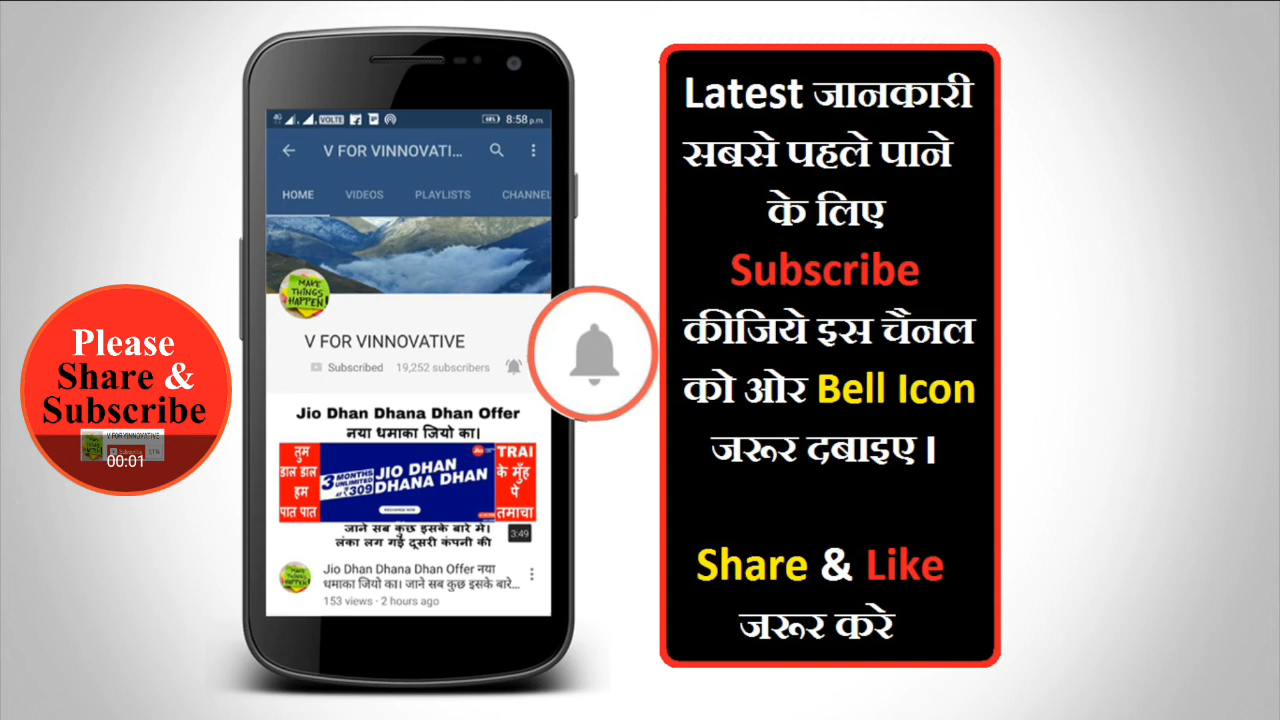 Please
Share &
Subscribe
V FOR VINNOVATIVE
00:01
4G VOLTE 68% 8:58 p.m.
V FOR VINNOVATI...
HOME VIDEOS PLAYLISTS CHANNEL
MAKE
THINGS
HAPPEN!
V FOR VINNOVATIVE
Subscribed 19,252 subscribers
Jio Dhan Dhana Dhan Offer
नया धमाका जियो का।
तुम
डाल डाल
हम
पात पात
3 MONTHS
UNLIMITED
AT ₹309
JIO DHAN
DHANA DHAN
TRAI
के मुँह
पे
तमाचा
जाने सब कुछ इसके बारे मे।
लंका लग गई दूसरी कंपनी की
3:49
Jio Dhan Dhana Dhan Offer नया
धमाका जियो का। जाने सब कुछ इसके बारे...
153 views · 2 hours ago
Latest जानकारी
सबसे पहले पाने
के लिए
Subscribe
कीजिये इस चैनल
को ओर Bell Icon
जरूर दबाइए ।
Share & Like
जरूर करे